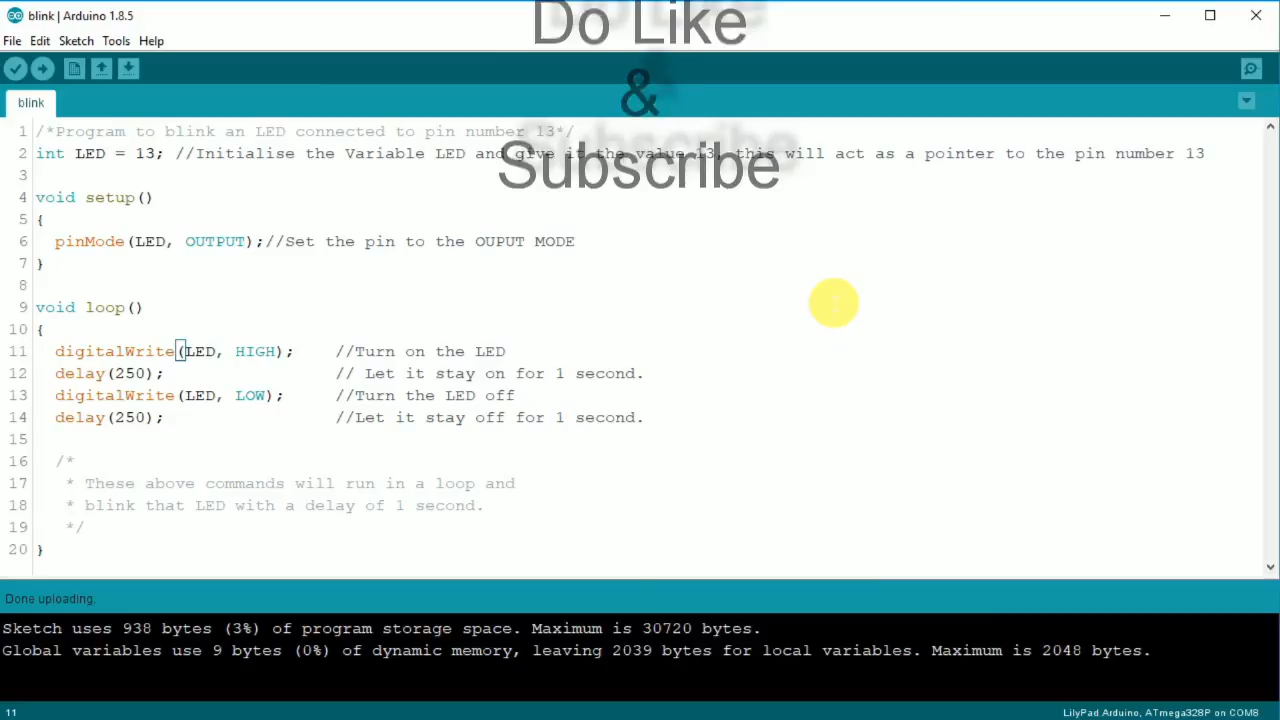 blink | Arduino 1.8.5
File Edit Sketch Tools Help
Do Like
&
Subscribe
blink
1 /*Program to blink an LED connected to pin number 13*/
2 int LED = 13; //Initialise the Variable LED and give it the value 13, this will act as a pointer to the pin number 13
3
4 void setup()
5 {
6 pinMode(LED, OUTPUT);//Set the pin to the OUPUT MODE
7 }
8
9 void loop()
10 {
11 digitalWrite(LED, HIGH); //Turn on the LED
12 delay(250); // Let it stay on for 1 second.
13 digitalWrite(LED, LOW); //Turn the LED off
14 delay(250); //Let it stay off for 1 second.
15
16 /*
17 * These above commands will run in a loop and
18 * blink that LED with a delay of 1 second.
19 */
20 }
Done uploading.
Sketch uses 938 bytes (3%) of program storage space. Maximum is 30720 bytes.
Global variables use 9 bytes (0%) of dynamic memory, leaving 2039 bytes for local variables. Maximum is 2048 bytes.
11 LilyPad Arduino, ATmega328P on COM8